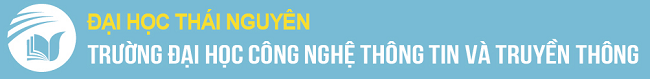 ĐẠI HỌC THÁI NGUYÊN
TRƯỜNG ĐẠI HỌC CÔNG NGHỆ THÔNG TIN VÀ TRUYỀN THÔNG